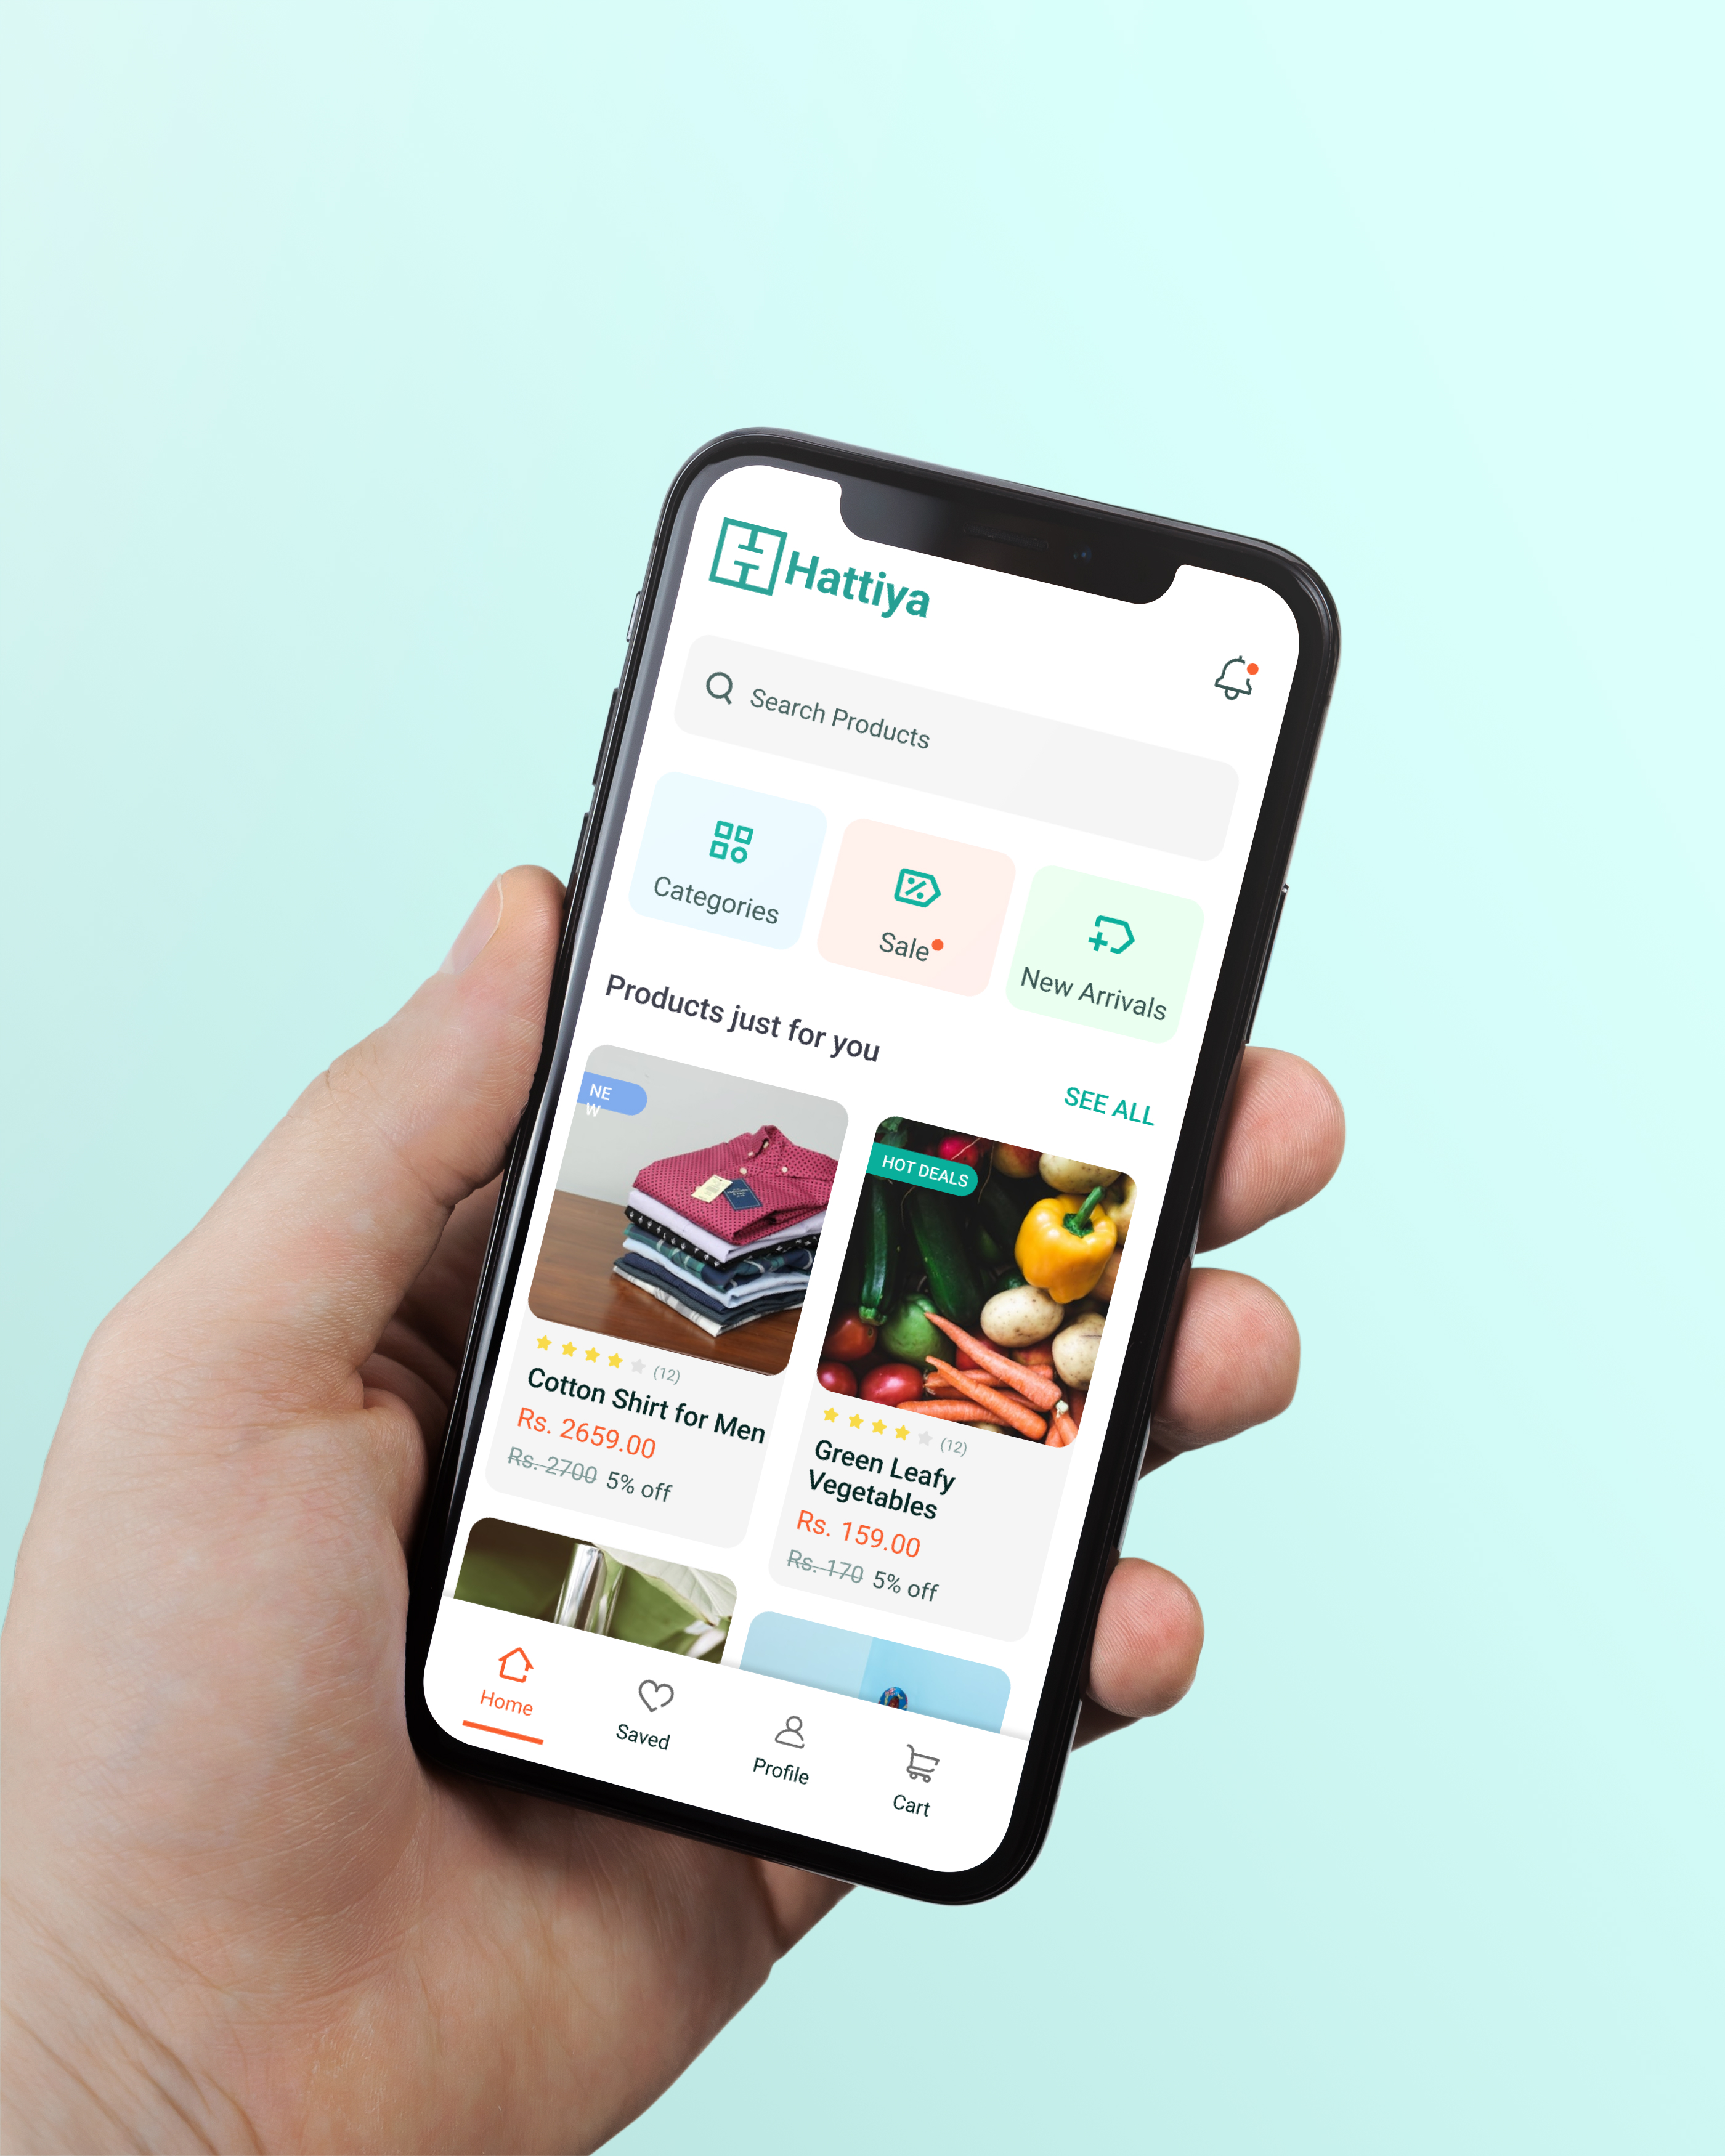 Hattiya
Search Products
Categories
Sale
New Arrivals
Products just for you
SEE ALL
NE
W
HOT DEALS
(12)
Cotton Shirt for Men
Rs. 2659.00
Rs. 2700 5% off
(12)
Green Leafy
Vegetables
Rs. 159.00
Rs. 170 5% off
Home
Saved
Profile
Cart